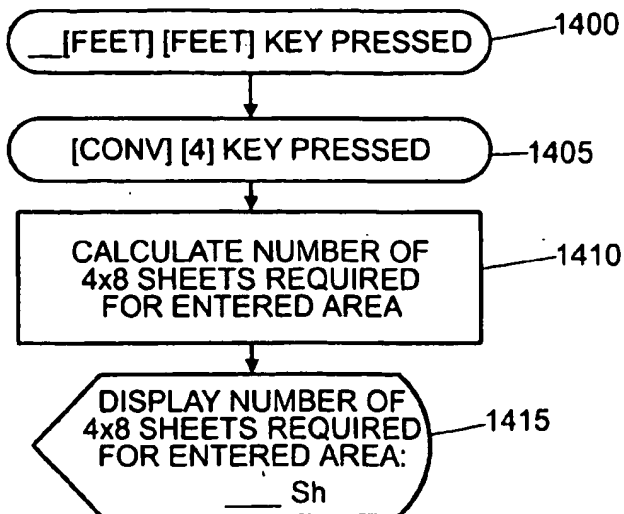 __[FEET] [FEET] KEY PRESSED
1400
[CONV] [4] KEY PRESSED
1405
CALCULATE NUMBER OF
4x8 SHEETS REQUIRED
FOR ENTERED AREA
1410
DISPLAY NUMBER OF
4x8 SHEETS REQUIRED
FOR ENTERED AREA:
___ Sh
1415